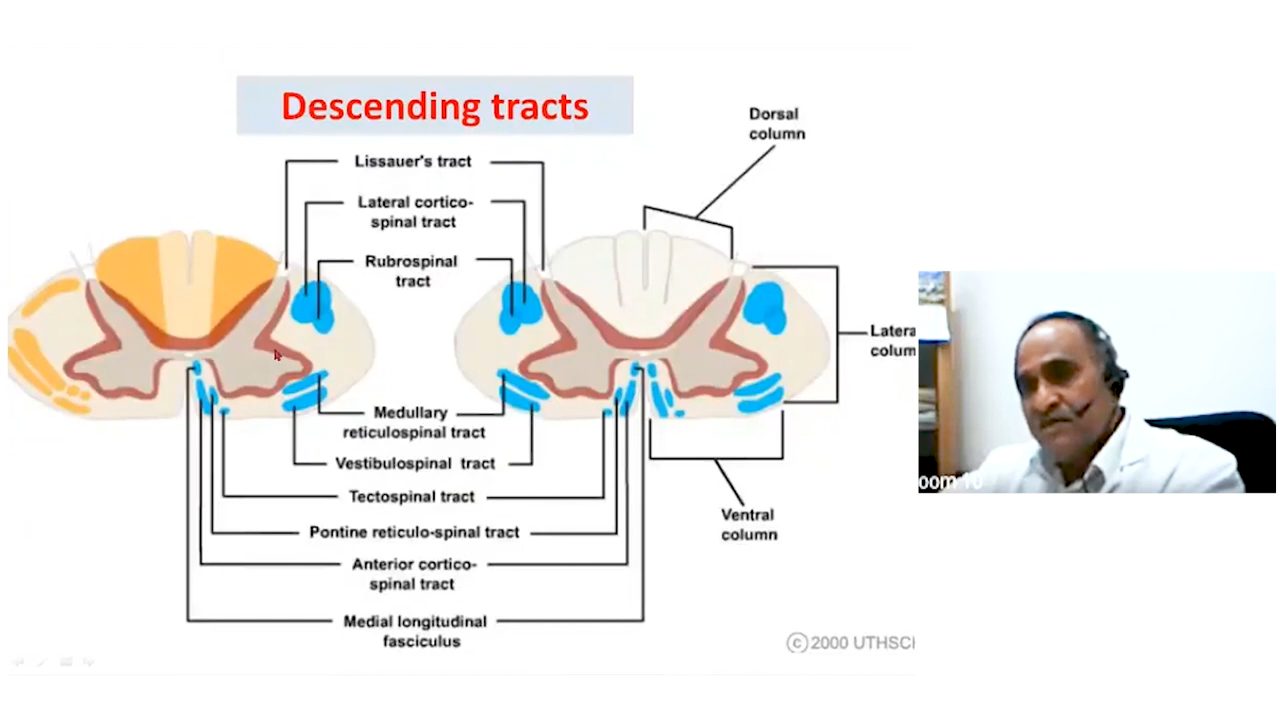 Descending tracts
Dorsal
column
Lissauer's tract
Lateral cortico-
spinal tract
Rubrospinal
tract
Latera
colum
Medullary
reticulospinal tract
Vestibulospinal tract
Tectospinal tract
Pontine reticulo-spinal tract
Ventral
column
Anterior cortico-
spinal tract
Medial longitudinal
fasciculus
©2000 UTHSC
oom 10